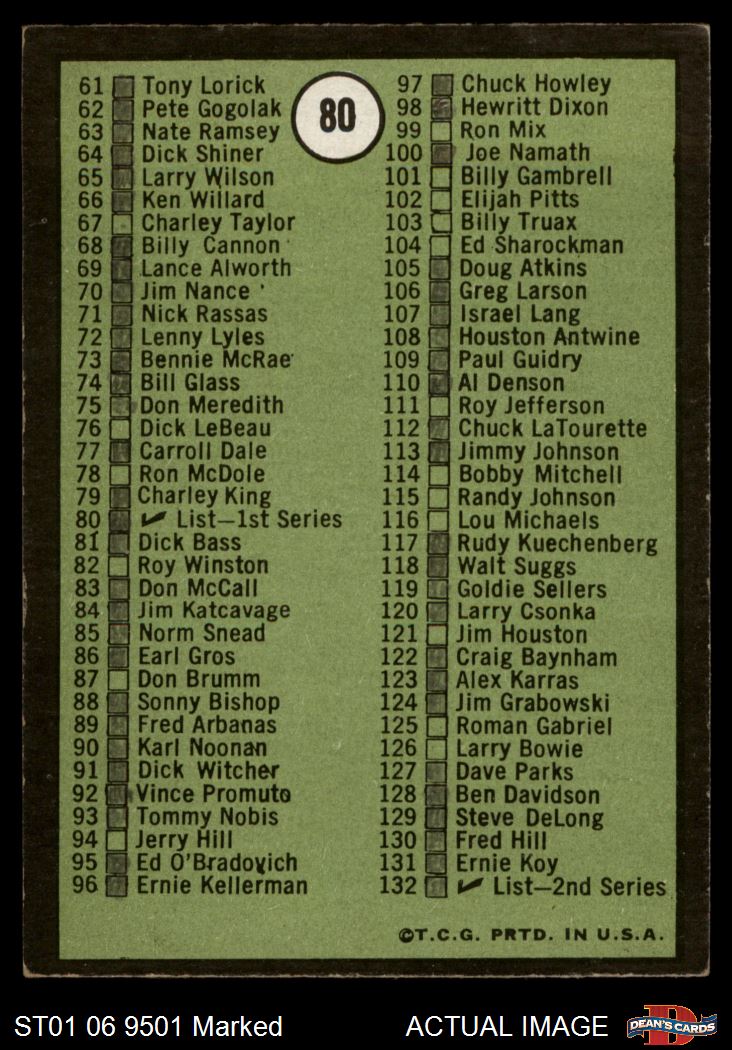 80
61 Tony Lorick
62 Pete Gogolak
63 Nate Ramsey
64 Dick Shiner
65 Larry Wilson
66 Ken Willard
67 Charley Taylor
68 Billy Cannon
69 Lance Alworth
70 Jim Nance
71 Nick Rassas
72 Lenny Lyles
73 Bennie McRae
74 Bill Glass
75 Don Meredith
76 Dick LeBeau
77 Carroll Dale
78 Ron McDole
79 Charley King
80 ✔ List—1st Series
81 Dick Bass
82 Roy Winston
83 Don McCall
84 Jim Katcavage
85 Norm Snead
86 Earl Gros
87 Don Brumm
88 Sonny Bishop
89 Fred Arbanas
90 Karl Noonan
91 Dick Witcher
92 Vince Promuto
93 Tommy Nobis
94 Jerry Hill
95 Ed O'Bradovich
96 Ernie Kellerman
97 Chuck Howley
98 Hewritt Dixon
99 Ron Mix
100 Joe Namath
101 Billy Gambrell
102 Elijah Pitts
103 Billy Truax
104 Ed Sharockman
105 Doug Atkins
106 Greg Larson
107 Israel Lang
108 Houston Antwine
109 Paul Guidry
110 Al Denson
111 Roy Jefferson
112 Chuck LaTourette
113 Jimmy Johnson
114 Bobby Mitchell
115 Randy Johnson
116 Lou Michaels
117 Rudy Kuechenberg
118 Walt Suggs
119 Goldie Sellers
120 Larry Csonka
121 Jim Houston
122 Craig Baynham
123 Alex Karras
124 Jim Grabowski
125 Roman Gabriel
126 Larry Bowie
127 Dave Parks
128 Ben Davidson
129 Steve DeLong
130 Fred Hill
131 Ernie Koy
132 ✔ List—2nd Series
©T.C.G. PRTD. IN U.S.A.
ST01 06 9501 Marked
ACTUAL IMAGE
D
DEAN'S CARDS